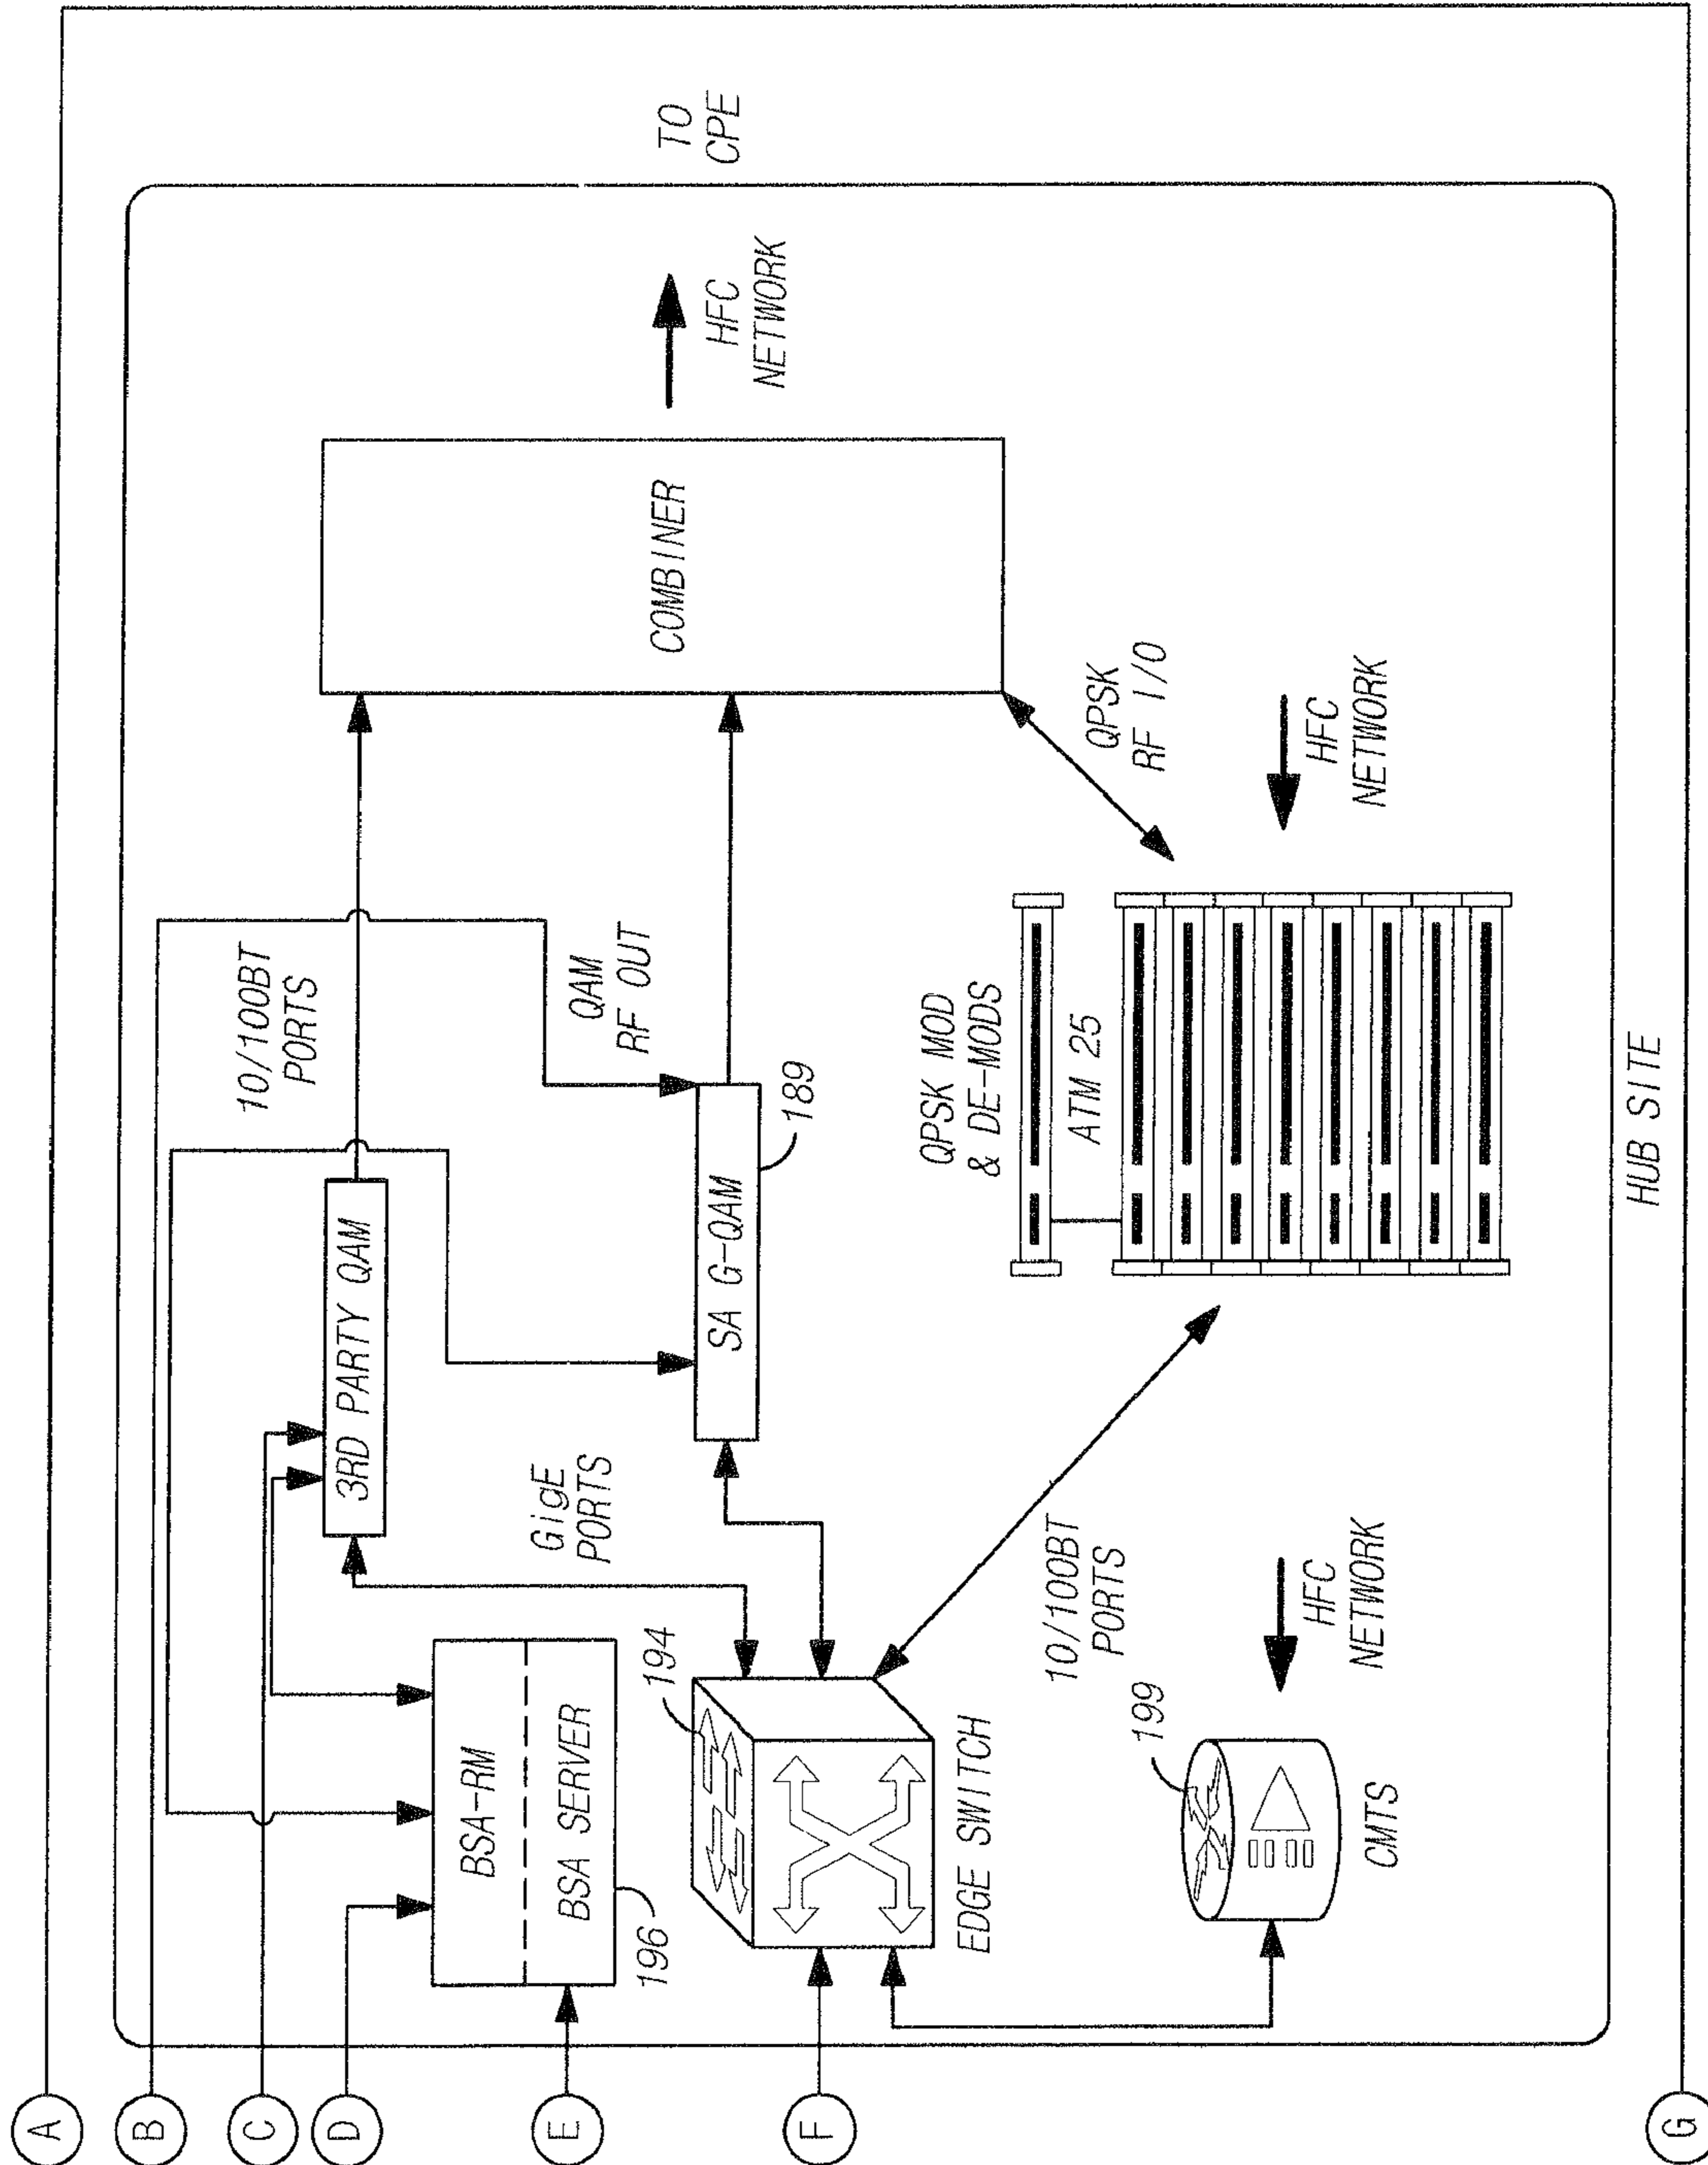 A
B
C
D
E
F
G
TO
CPE
HFC
NETWORK
COMBINER
10/100BT
PORTS
QAM
RF OUT
3RD PARTY QAM
SA G-QAM
189
GigE
PORTS
BSA-RM
BSA SERVER
196
194
EDGE SWITCH
QPSK
RF I/O
HFC
NETWORK
QPSK MOD
& DE-MODS
ATM 25
10/100BT
PORTS
199
CMTS
HFC
NETWORK
HUB SITE